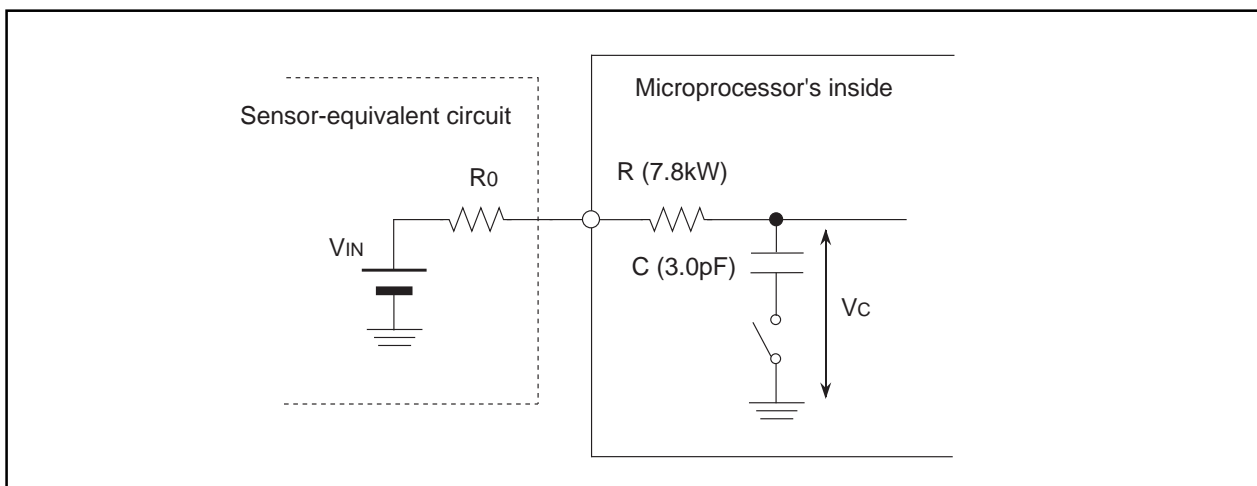 Microprocessor's inside
Sensor-equivalent circuit
R0
R (7.8kW)
VIN
C (3.0pF)
VC